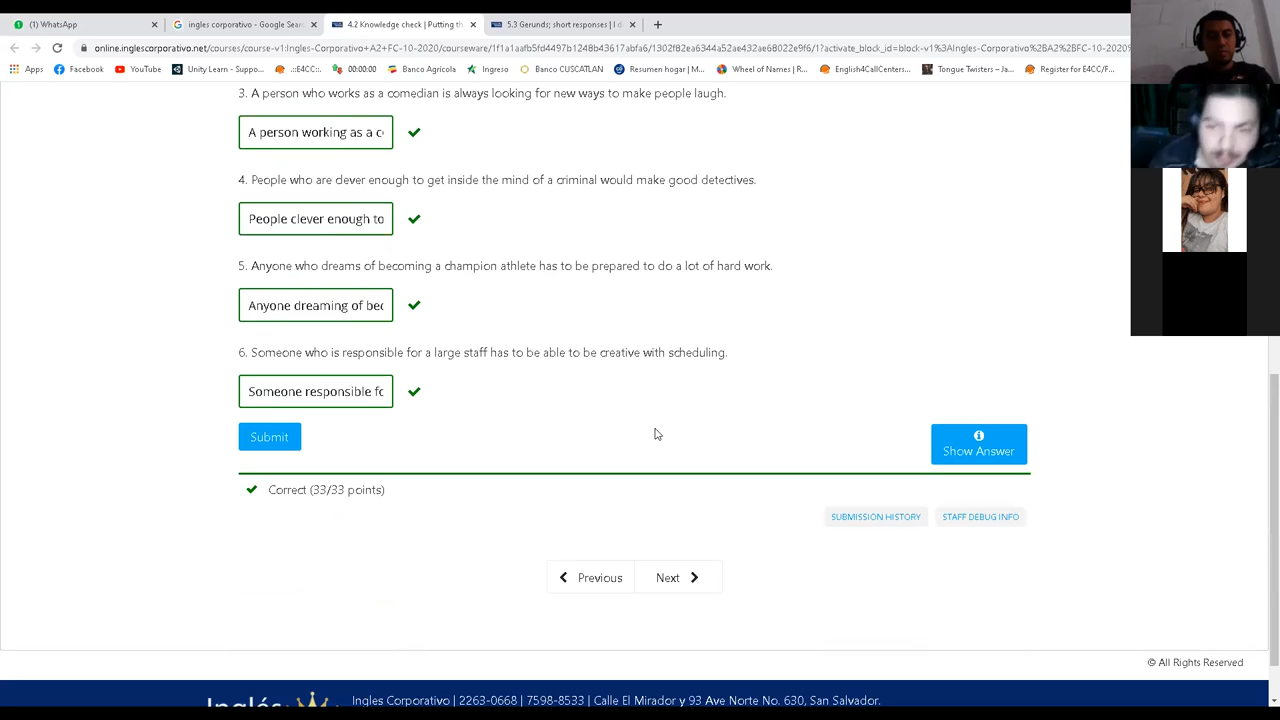 (1) WhatsApp
ingles corporativo - Google Sear
4.2 Knowledge check | Putting th
5.3 Gerunds; short responses | I d
online.inglescorporativo.net/courses/course-v1:Ingles-Corporativo+A2+FC-10-2020/courseware/1f1a1aafb5fd4497b1248b43617abfa6/1302f82ea6344a52ae432ae68022e9f6/1?activate_block_id=block-v1%3AIngles-Corporativo%2BA2%2BFC-10-2020%
Apps
Facebook
YouTube
Unity Learn - Suppo...
.::E4CC::.
00:00:00
Banco Agrícola
Ingreso
Banco CUSCATLAN
Resumen hogar | M...
Wheel of Names | R...
English4CallCenters...
Tongue Twisters – Ja...
Register for E4CC/F...
3. A person who works as a comedian is always looking for new ways to make people laugh.
A person working as a c
4. People who are clever enough to get inside the mind of a criminal would make good detectives.
People clever enough to
5. Anyone who dreams of becoming a champion athlete has to be prepared to do a lot of hard work.
Anyone dreaming of bec
6. Someone who is responsible for a large staff has to be able to be creative with scheduling.
Someone responsible fo
Submit
Show Answer
Correct (33/33 points)
SUBMISSION HISTORY
STAFF DEBUG INFO
Previous
Next
© All Rights Reserved
Inglés
Ingles Corporativo | 2263-0668 | 7598-8533 | Calle El Mirador y 93 Ave Norte No. 630, San Salvador.